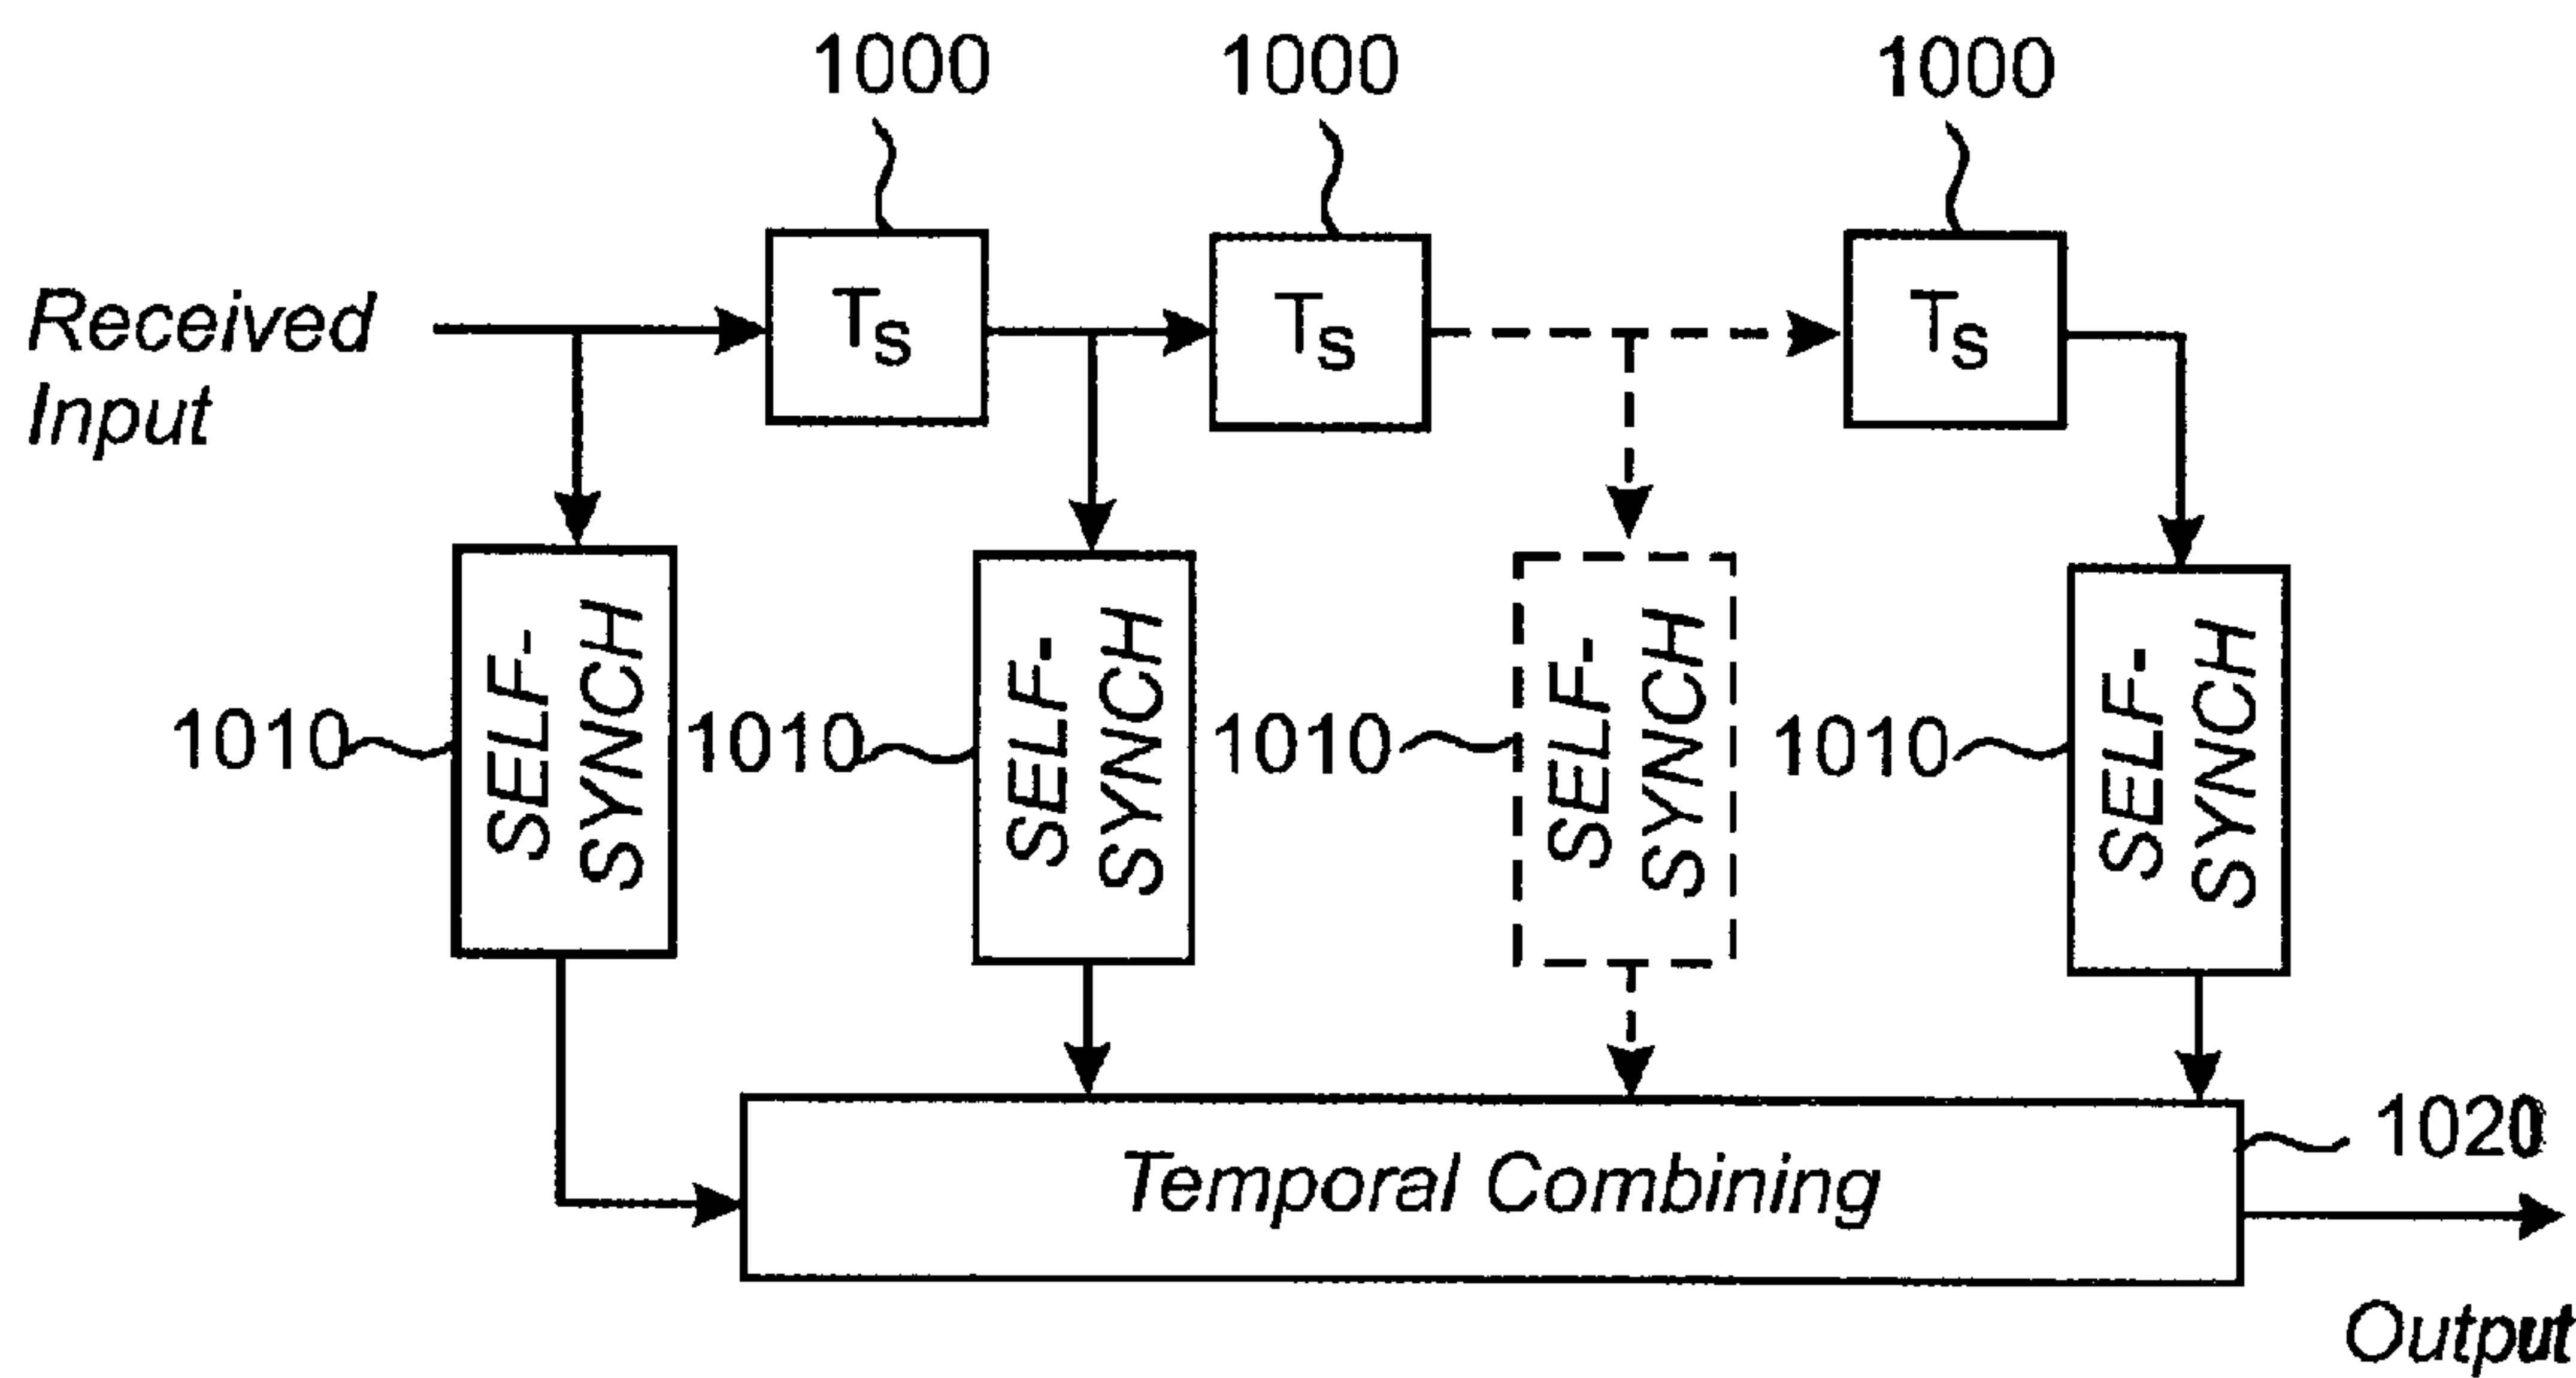 1000 1000 1000
Received
Input
TS TS TS
SELF-
SYNCH
SELF-
SYNCH
SELF-
SYNCH
SELF-
SYNCH
1010 1010 1010 1010
Temporal Combining
1020
Output